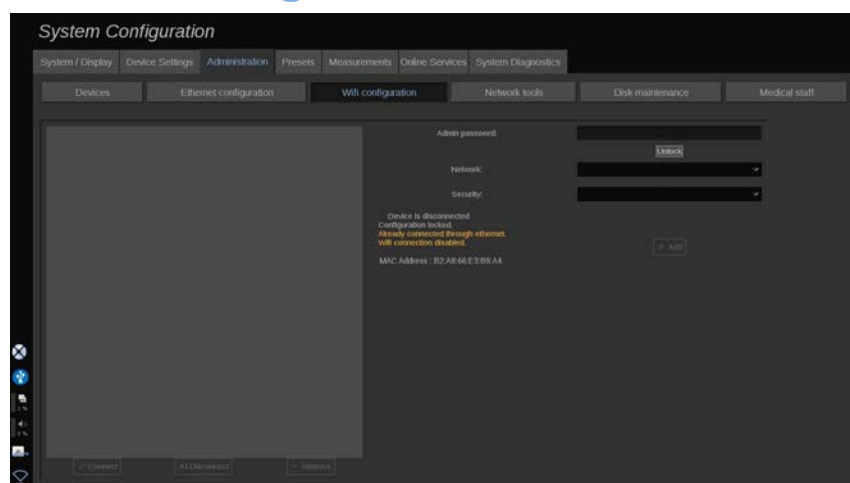 System Configuration
System / Display Device Settings Administration Presets Measurements Online Services System Diagnostics
Devices Ethernet configuration Wifi configuration Network tools Disk maintenance Medical staff
Admin password:
Unlock
Network:
Security:
Device is disconnected
Configuration locked.
Already connected through ethernet.
Wifi connection disabled.
Add
MAC Address : B2:A8:66:E3:B8:A4
Connect Disconnect Remove